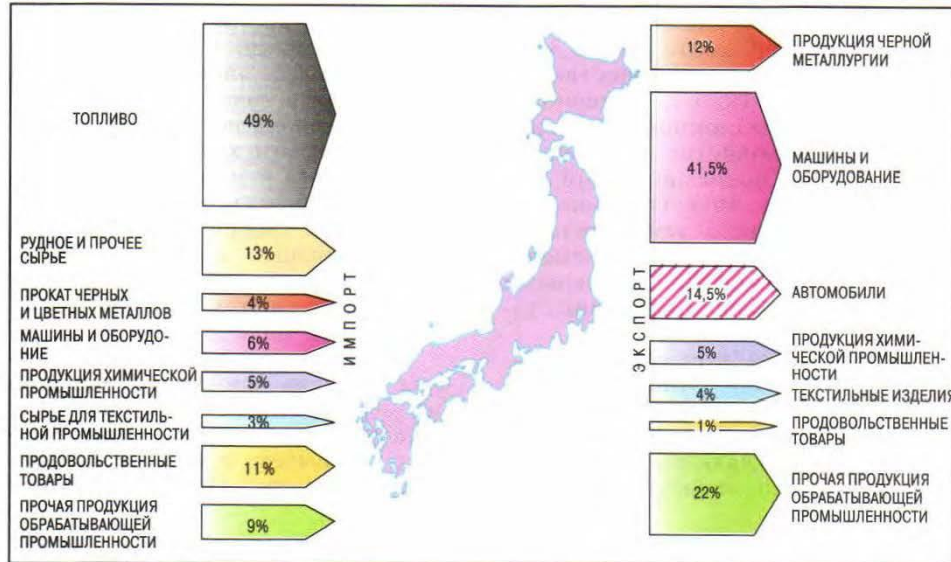 ТОПЛИВО
49%
РУДНОЕ И ПРОЧЕЕ
СЫРЬЕ
13%
ПРОКАТ ЧЕРНЫХ
И ЦВЕТНЫХ МЕТАЛЛОВ
4%
МАШИНЫ И ОБОРУДО-
НИЕ
6%
ПРОДУКЦИЯ ХИМИЧЕСКОЙ
ПРОМЫШЛЕННОСТИ
5%
СЫРЬЕ ДЛЯ ТЕКСТИЛЬ-
НОЙ ПРОМЫШЛЕННОСТИ
3%
ПРОДОВОЛЬСТВЕННЫЕ
ТОВАРЫ
11%
ПРОЧАЯ ПРОДУКЦИЯ
ОБРАБАТЫВАЮЩЕЙ
ПРОМЫШЛЕННОСТИ
9%
ИМПОРТ
ЭКСПОРТ
12%
ПРОДУКЦИЯ ЧЕРНОЙ
МЕТАЛЛУРГИИ
41,5%
МАШИНЫ И
ОБОРУДОВАНИЕ
14,5%
АВТОМОБИЛИ
5%
ПРОДУКЦИЯ ХИМИ-
ЧЕСКОЙ ПРОМЫШЛЕН-
НОСТИ
4%
ТЕКСТИЛЬНЫЕ ИЗДЕЛИЯ
1%
ПРОДОВОЛЬСТВЕННЫЕ
ТОВАРЫ
22%
ПРОЧАЯ ПРОДУКЦИЯ
ОБРАБАТЫВАЮЩЕЙ
ПРОМЫШЛЕННОСТИ